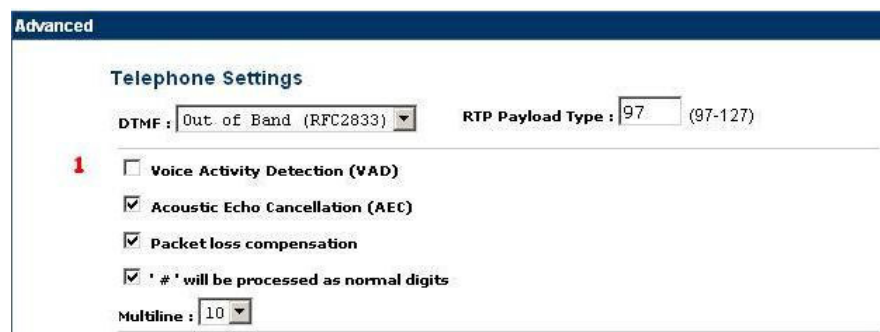 Advanced
Telephone Settings
DTMF : Out of Band (RFC2833) RTP Payload Type : 97 (97-127)
1 Voice Activity Detection (VAD)
Acoustic Echo Cancellation (AEC)
Packet loss compensation
' # ' will be processed as normal digits
Multiline : 10